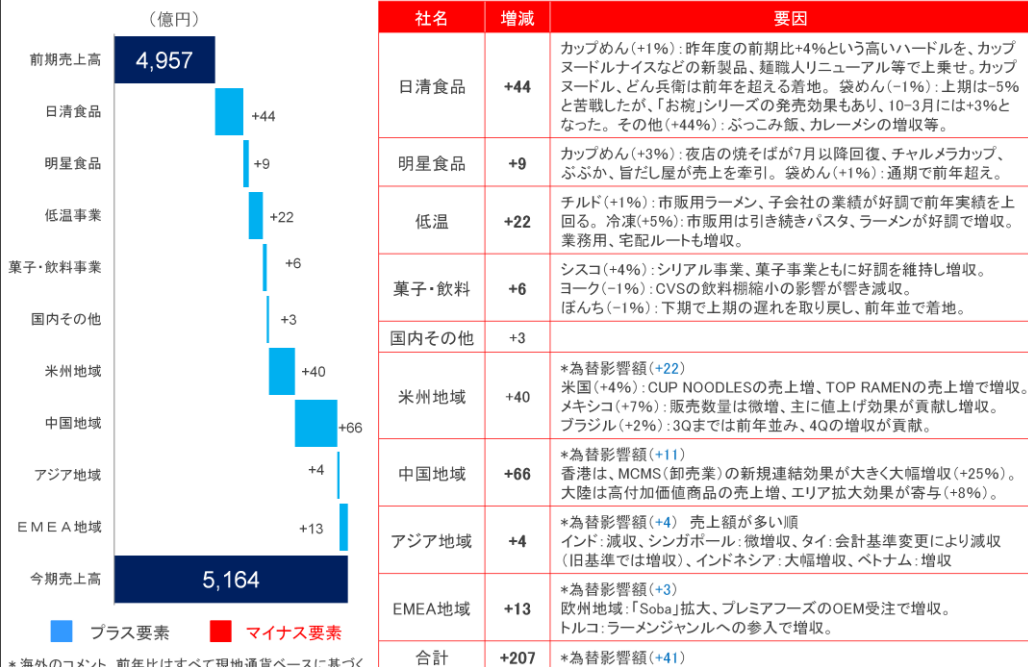 （億円）
前期売上高
4,957
日清食品
+44
明星食品
+9
低温事業
+22
菓子・飲料事業
+6
国内その他
+3
米州地域
+40
中国地域
+66
アジア地域
+4
ＥＭＥＡ地域
+13
今期売上高
5,164
プラス要素
マイナス要素
*海外のコメント、前年比はすべて現地通貨ベースに基づく
社名 増減 要因
日清食品
+44
カップめん(+1%)：昨年度の前期比+4%という高いハードルを、カップ
ヌードルナイスなどの新製品、麺職人リニューアル等で上乗せ。カップ
ヌードル、どん兵衛は前年を超える着地。 袋めん(-1%)：上期は-5%
と苦戦したが、「お椀」シリーズの発売効果もあり、10-3月には+3%と
なった。 その他(+44%)：ぶっこみ飯、カレーメシの増収等。
明星食品
+9
カップめん(+3%)：夜店の焼そばが7月以降回復、チャルメラカップ、
ぶぶか、旨だし屋が売上を牽引。 袋めん(+1%)：通期で前年超え。
低温
+22
チルド(+1%)：市販用ラーメン、子会社の業績が好調で前年実績を上
回る。 冷凍(+5%)：市販用は引き続きパスタ、ラーメンが好調で増収。
業務用、宅配ルートも増収。
菓子・飲料
+6
シスコ(+4%)：シリアル事業、菓子事業ともに好調を維持し増収。
ヨーク(-1%)：CVSの飲料棚縮小の影響が響き減収。
ぼんち(-1%)：下期で上期の遅れを取り戻し、前年並で着地。
国内その他
+3
米州地域
+40
*為替影響額(+22)
米国(+4%)：CUP NOODLESの売上増、TOP RAMENの売上増で増収。
メキシコ(+7%)：販売数量は微増、主に値上げ効果が貢献し増収。
ブラジル(+2%)：3Qまでは前年並み、4Qの増収が貢献。
中国地域
+66
*為替影響額(+11)
香港は、MCMS(卸売業)の新規連結効果が大きく大幅増収(+25%)。
大陸は高付加価値商品の売上増、エリア拡大効果が寄与(+8%)。
アジア地域
+4
*為替影響額(+4) 売上額が多い順
インド：減収、シンガポール：微増収、タイ：会計基準変更により減収
(旧基準では増収)、インドネシア：大幅増収、ベトナム：増収
EMEA地域
+13
*為替影響額(+3)
欧州地域：「Soba」拡大、プレミアフーズのOEM受注で増収。
トルコ：ラーメンジャンルへの参入で増収。
合計
+207
*為替影響額(+41)